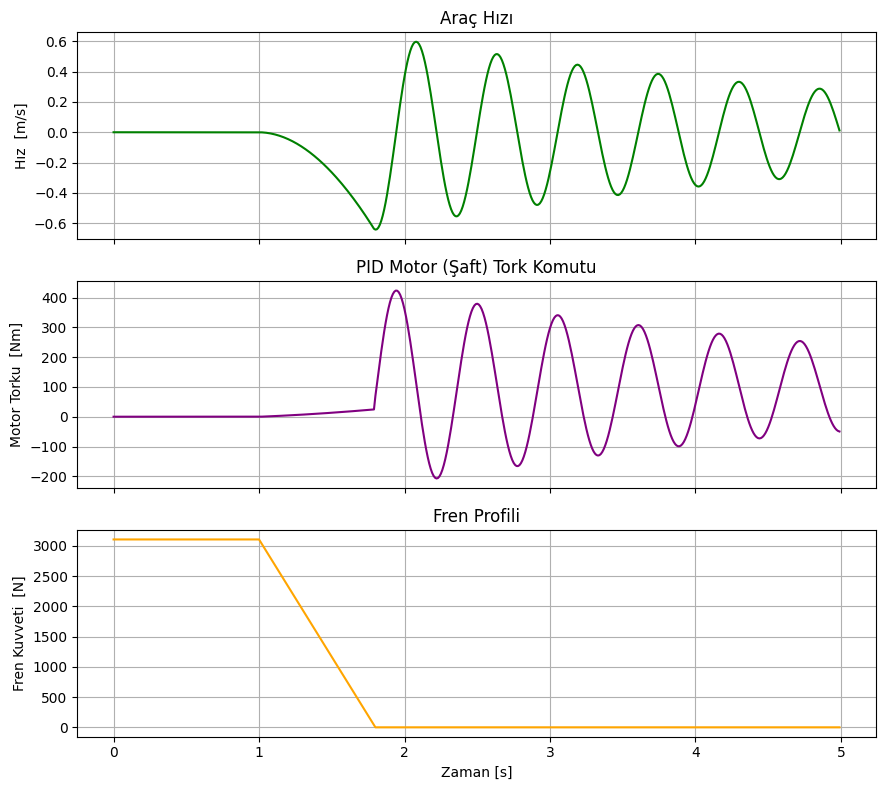 Araç Hızı
Hız  [m/s]
0.6
0.4
0.2
0.0
−0.2
−0.4
−0.6
PID Motor (Şaft) Tork Komutu
Motor Torku  [Nm]
400
300
200
100
0
−100
−200
Fren Profili
Fren Kuvveti  [N]
3000
2500
2000
1500
1000
500
0
0 1 2 3 4 5
Zaman [s]